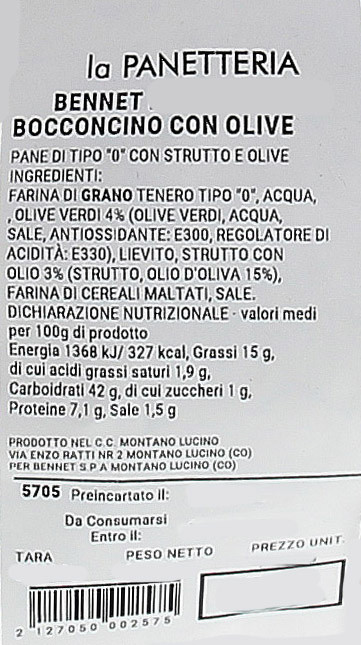 la PANETTERIA
BENNET
BOCCONCINO CON OLIVE
PANE DI TIPO "0" CON STRUTTO E OLIVE
INGREDIENTI:
FARINA DI GRANO TENERO TIPO "0", ACQUA,
, OLIVE VERDI 4% (OLIVE VERDI, ACQUA,
SALE, ANTIOSSIDANTE: E300, REGOLATORE DI
ACIDITÀ: E330), LIEVITO, STRUTTO CON
OLIO 3% (STRUTTO, OLIO D'OLIVA 15%),
FARINA DI CEREALI MALTATI, SALE.
DICHIARAZIONE NUTRIZIONALE - valori medi
per 100g di prodotto
Energia 1368 kJ/ 327 kcal, Grassi 15 g,
di cui acidi grassi saturi 1,9 g,
Carboidrati 42 g, di cui zuccheri 1 g,
Proteine 7,1 g, Sale 1,5 g
PRODOTTO NEL C.C. MONTANO LUCINO
VIA ENZO RATTI NR 2 MONTANO LUCINO (CO)
PER BENNET S.P.A MONTANO LUCINO (CO)
5705 Preincartato il:
Da Consumarsi
Entro il:
TARA PESO NETTO PREZZO UNIT.
2 127050 002575